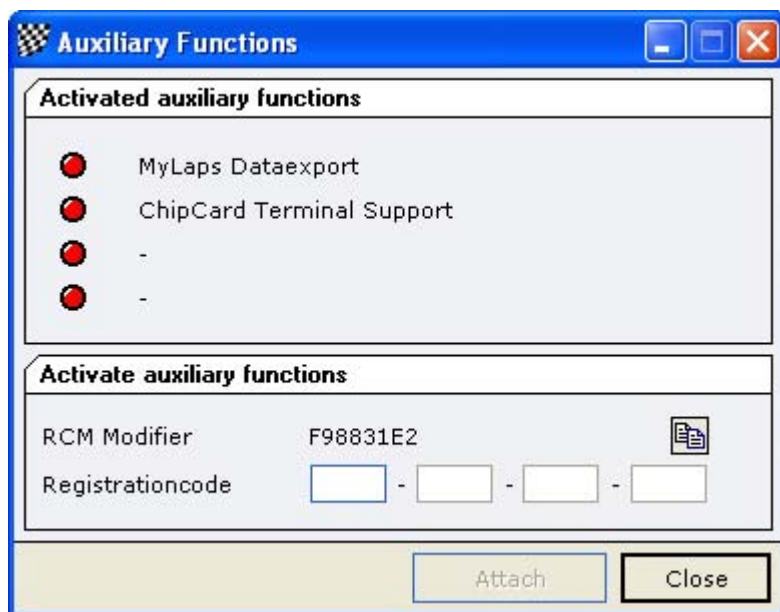 Auxiliary Functions
Activated auxiliary functions
MyLaps Dataexport
ChipCard Terminal Support
-
-
Activate auxiliary functions
RCM Modifier F98831E2
Registrationcode - - -
Attach Close